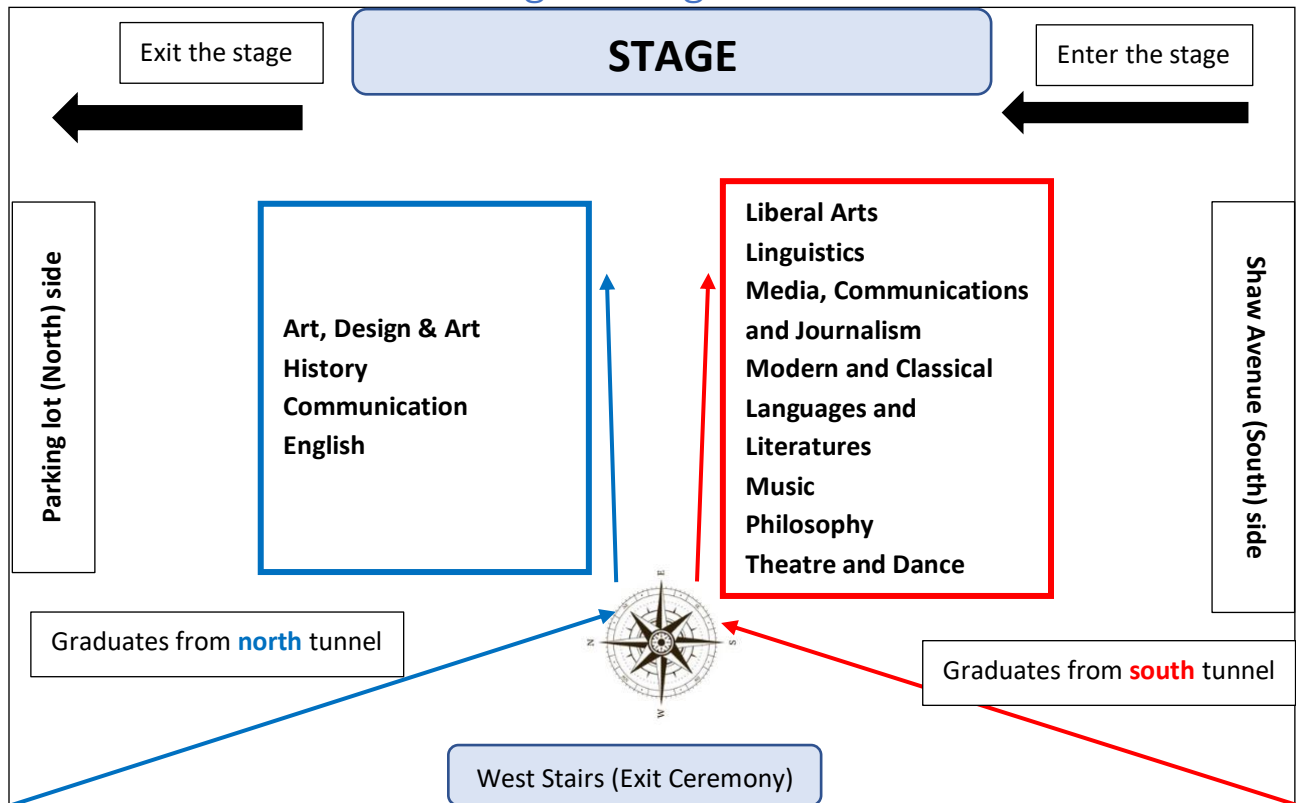 Exit the stage
STAGE
Enter the stage
Parking lot (North) side
Art, Design & Art
History
Communication
English
Liberal Arts
Linguistics
Media, Communications
and Journalism
Modern and Classical
Languages and
Literatures
Music
Philosophy
Theatre and Dance
Shaw Avenue (South) side
E
N
S
W
Graduates from north tunnel
Graduates from south tunnel
West Stairs (Exit Ceremony)